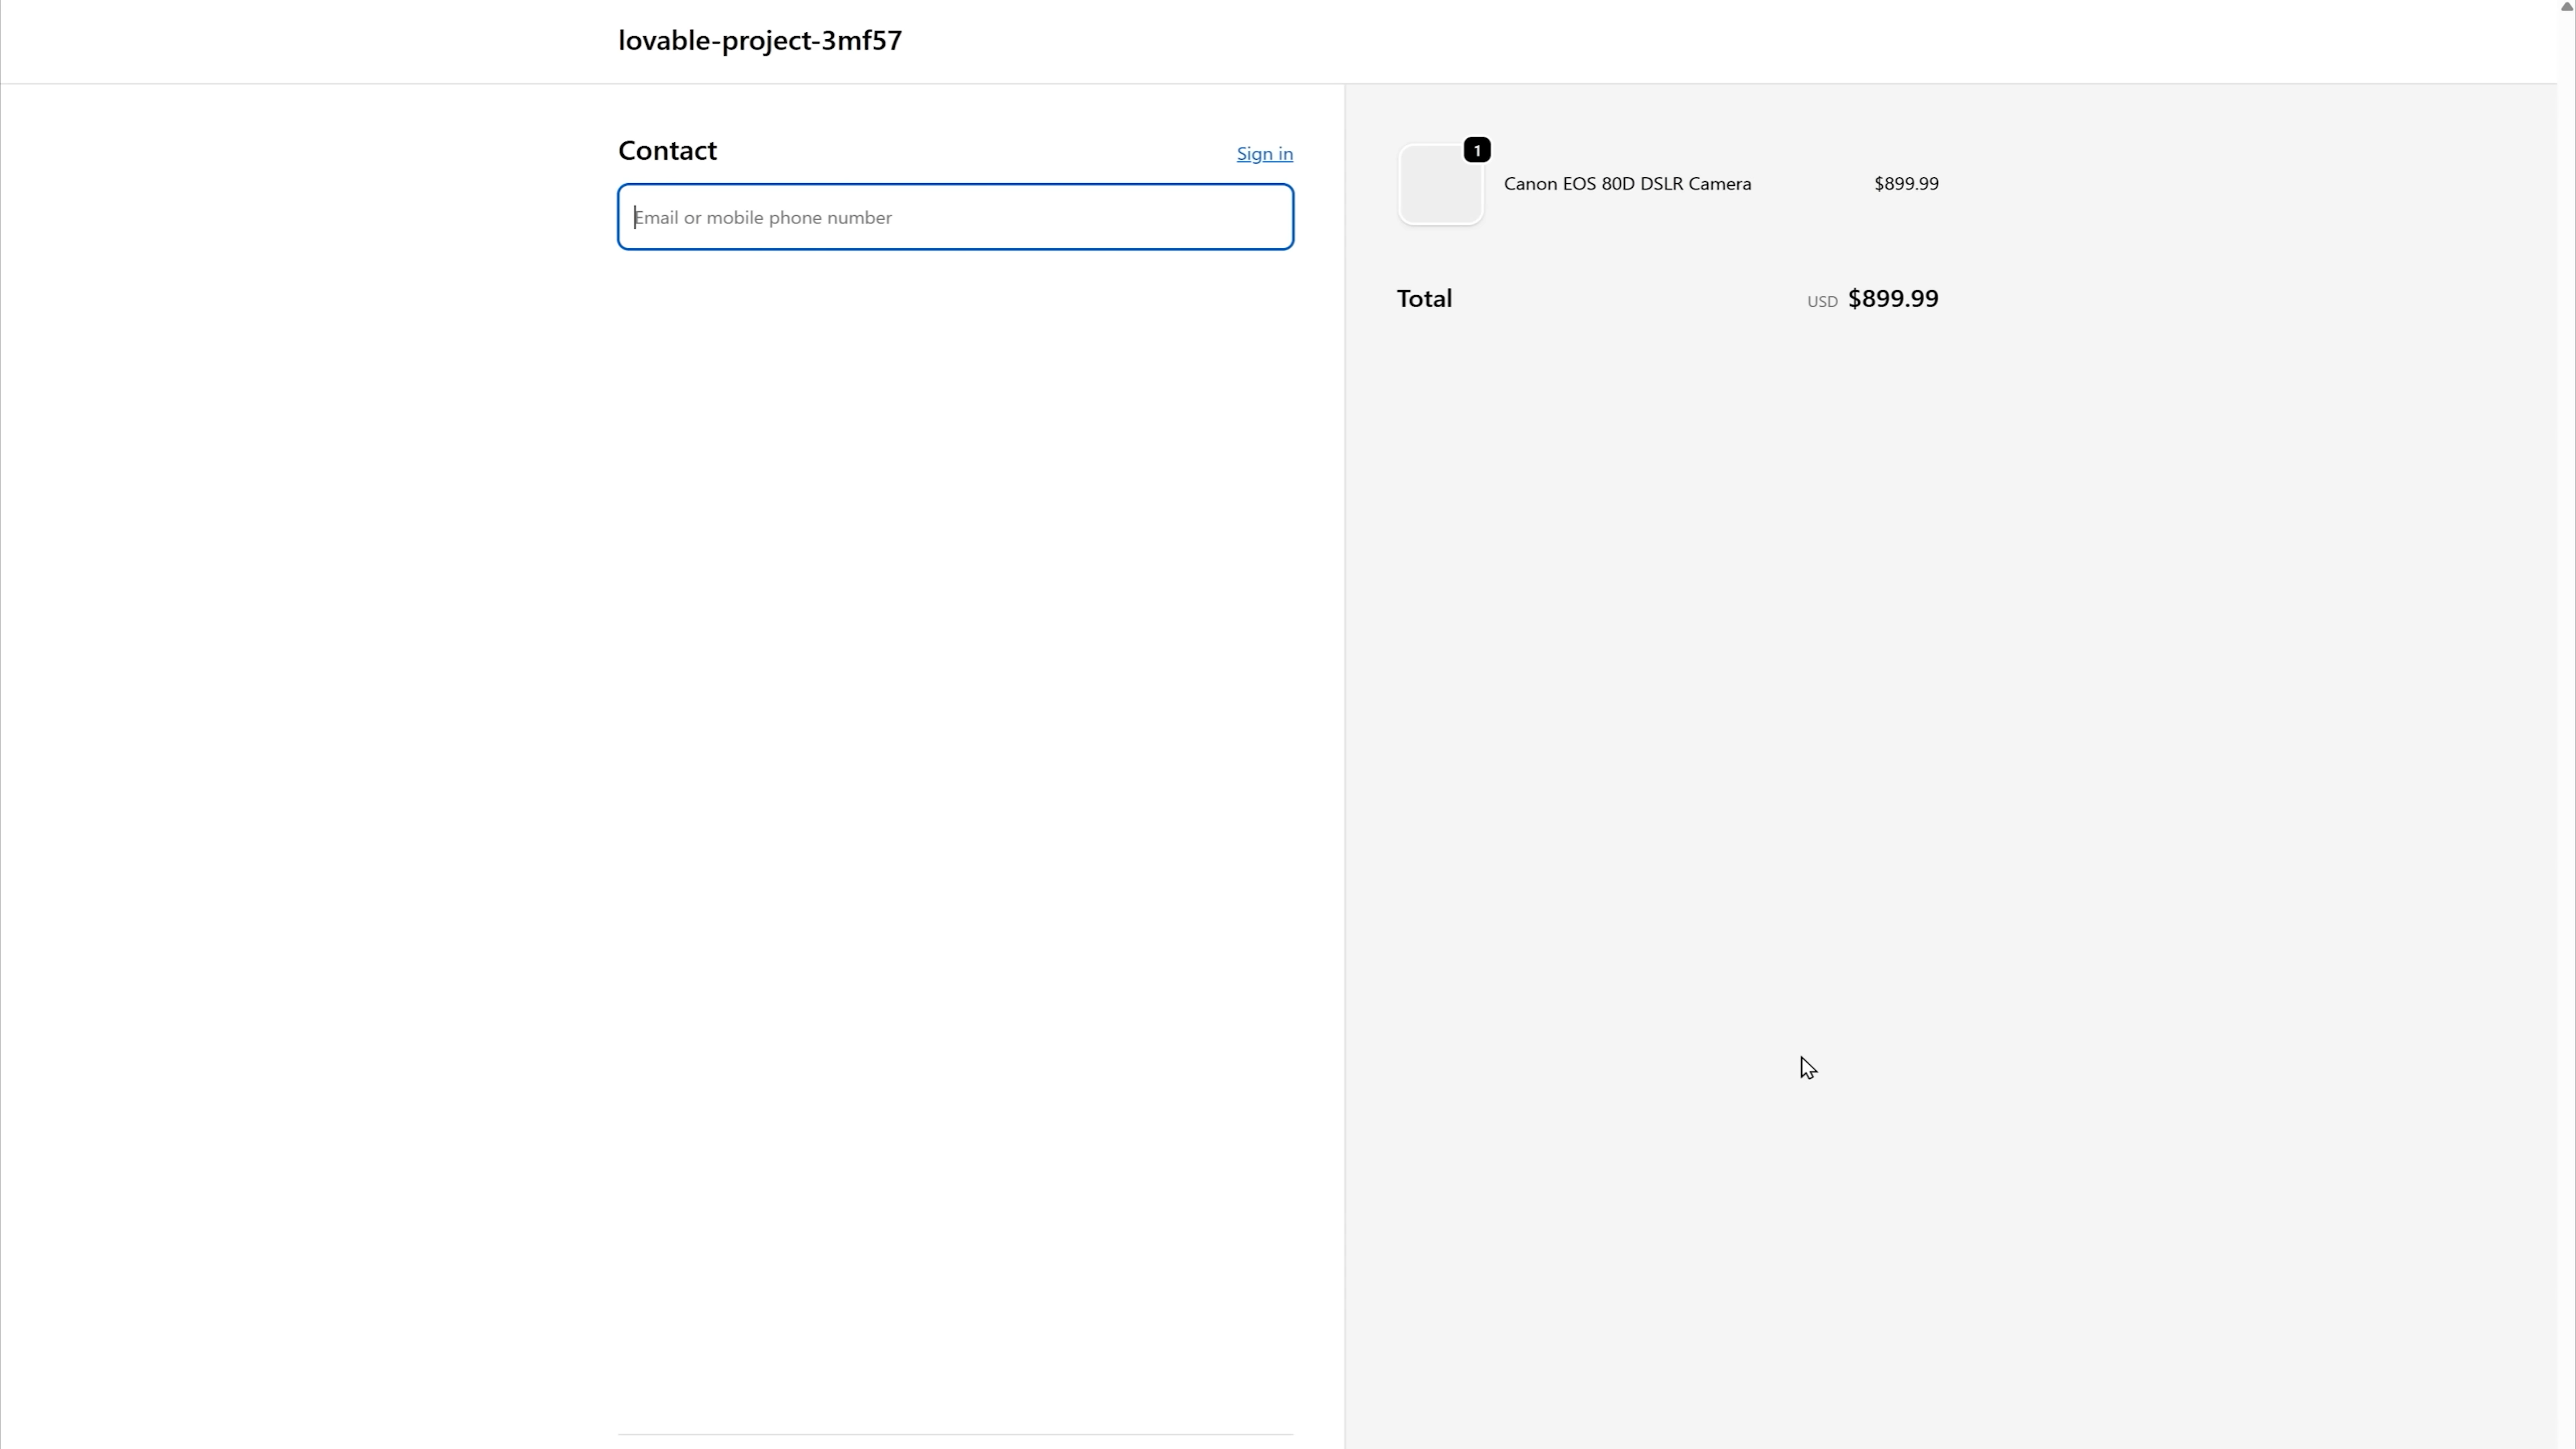 lovable-project-3mf57
Contact
Sign in
Email or mobile phone number
1
Canon EOS 80D DSLR Camera
$899.99
Total
USD $899.99